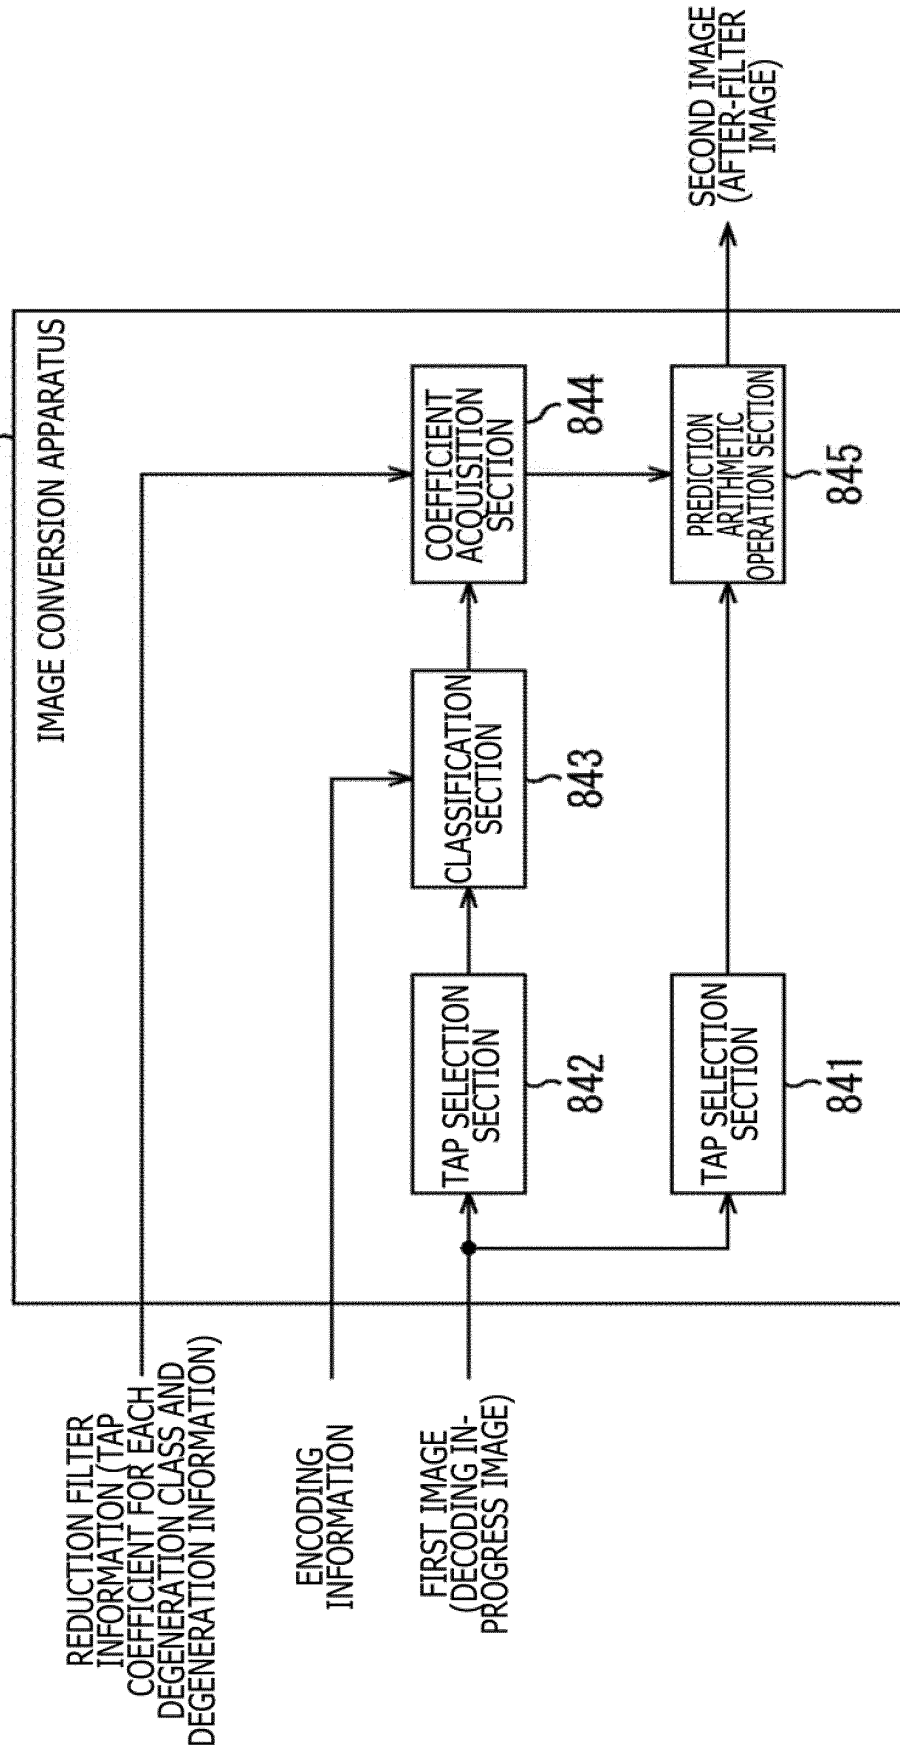 IMAGE CONVERSION APPARATUS
REDUCTION FILTER
INFORMATION (TAP
COEFFICIENT FOR EACH
DEGENERATION CLASS AND
DEGENERATION INFORMATION)
ENCODING
INFORMATION
FIRST IMAGE
(DECODING IN-
PROGRESS IMAGE)
TAP SELECTION
SECTION
842
CLASSIFICATION
SECTION
843
COEFFICIENT
ACQUISITION
SECTION
844
TAP SELECTION
SECTION
841
PREDICTION
ARITHMETIC
OPERATION SECTION
845
SECOND IMAGE
(AFTER-FILTER
IMAGE)